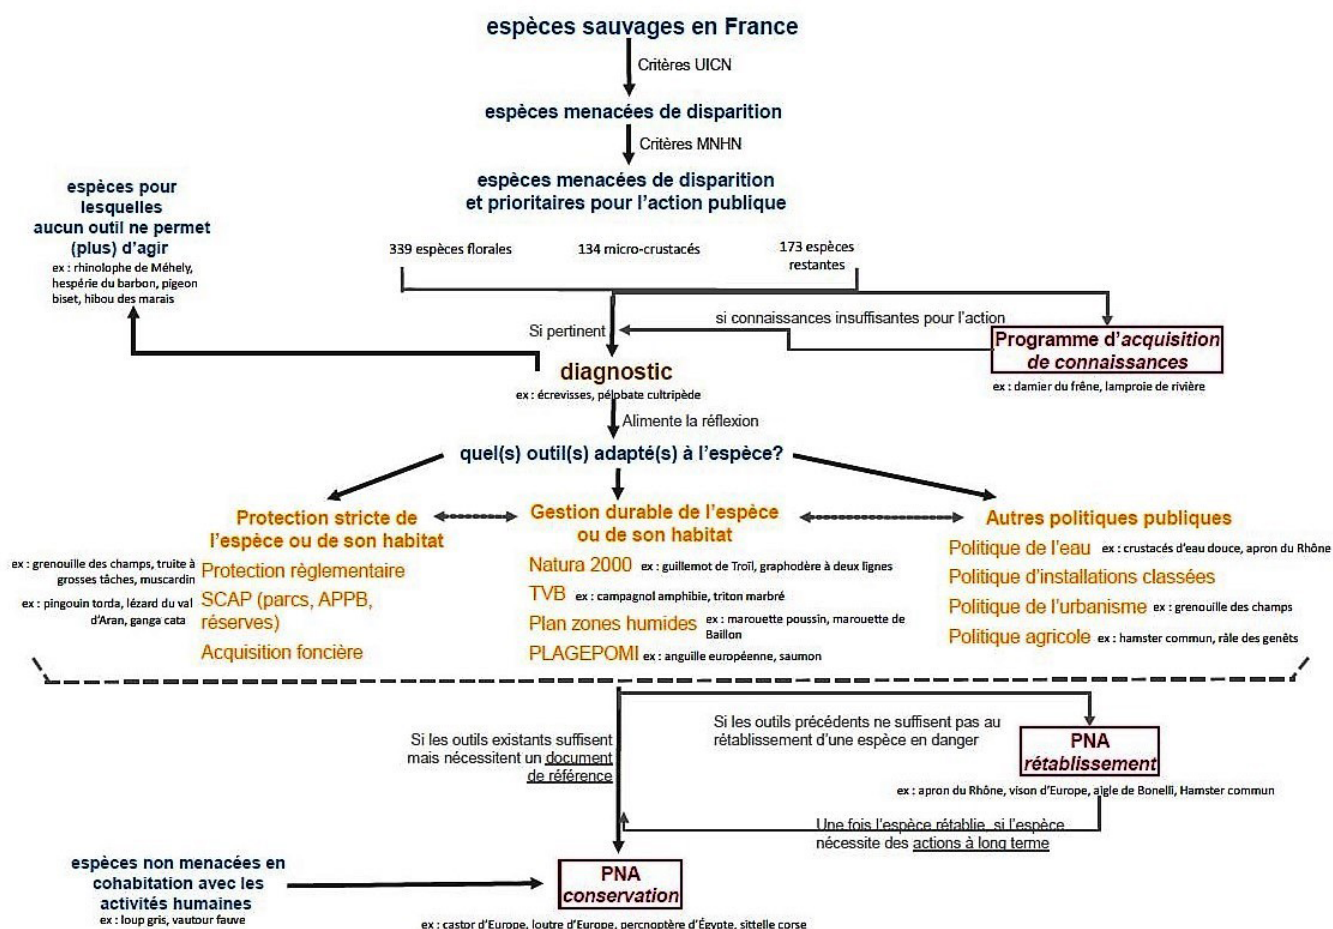 espèces sauvages en France
Critères UICN
espèces menacées de disparition
Critères MNHN
espèces menacées de disparition
et prioritaires pour l'action publique
espèces pour
lesquelles
aucun outil ne permet
(plus) d'agir
ex : rhinolophe de Méhely,
hespérie du barbon, pigeon
biset, hibou des marais
339 espèces florales
134 micro-crustacés
173 espèces
restantes
Si pertinent
si connaissances insuffisantes pour l'action
Programme d'acquisition
de connaissances
ex : damier du frêne, lamproie de rivière
diagnostic
ex : écrevisses, pélobate cultripède
Alimente la réflexion
quel(s) outil(s) adapté(s) à l'espèce?
Protection stricte de
l'espèce ou de son habitat
ex : grenouille des champs, truite à
grosses tâches, muscardin
Protection règlementaire
ex : pingouin torda, lézard du val
d'Aran, ganga cata
SCAP (parcs, APPB,
réserves)
Acquisition foncière
Gestion durable de l'espèce
ou de son habitat
Natura 2000 ex : guillemot de Troïl, graphodère à deux lignes
TVB ex : campagnol amphibie, triton marbré
Plan zones humides ex : marouette poussin, marouette de
Baillon
PLAGEPOMI ex : anguille européenne, saumon
Autres politiques publiques
Politique de l'eau ex : crustacés d'eau douce, apron du Rhône
Politique d'installations classées
Politique de l'urbanisme ex : grenouille des champs
Politique agricole ex : hamster commun, râle des genêts
Si les outils existants suffisent
mais nécessitent un document
de référence
Si les outils précédents ne suffisent pas au
rétablissement d'une espèce en danger
PNA
rétablissement
ex : apron du Rhône, vison d'Europe, aigle de Bonelli, Hamster commun
Une fois l'espèce rétablie, si l'espèce
nécessite des actions à long terme
espèces non menacées en
cohabitation avec les
activités humaines
ex : loup gris, vautour fauve
PNA
conservation
ex : castor d'Europe, loutre d'Europe, percnoptère d'Égypte, sittelle corse